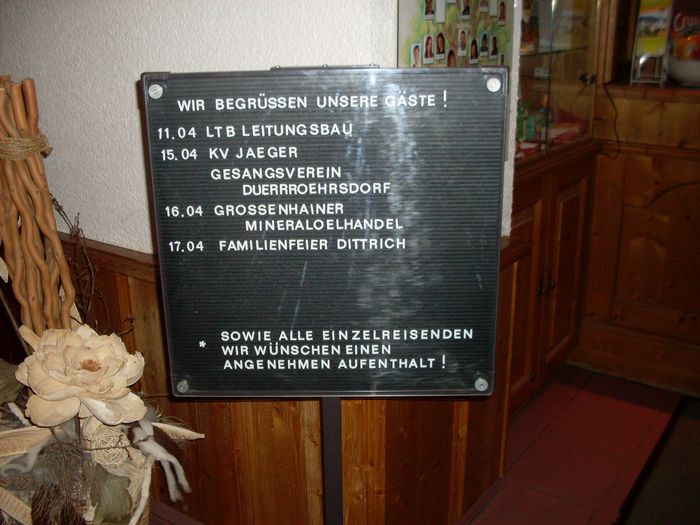 WIR BEGRÜSSEN UNSERE GÄSTE !
11.04 LTB LEITUNGSBAU
15.04 KV JAEGER
GESANGSVEREIN
DUERRROEHRSDORF
16.04 GROSSENHAINER
MINERALOELHANDEL
17.04 FAMILIENFEIER DITTRICH
SOWIE ALLE EINZELREISENDEN
* WIR WÜNSCHEN EINEN
ANGENEHMEN AUFENTHALT !